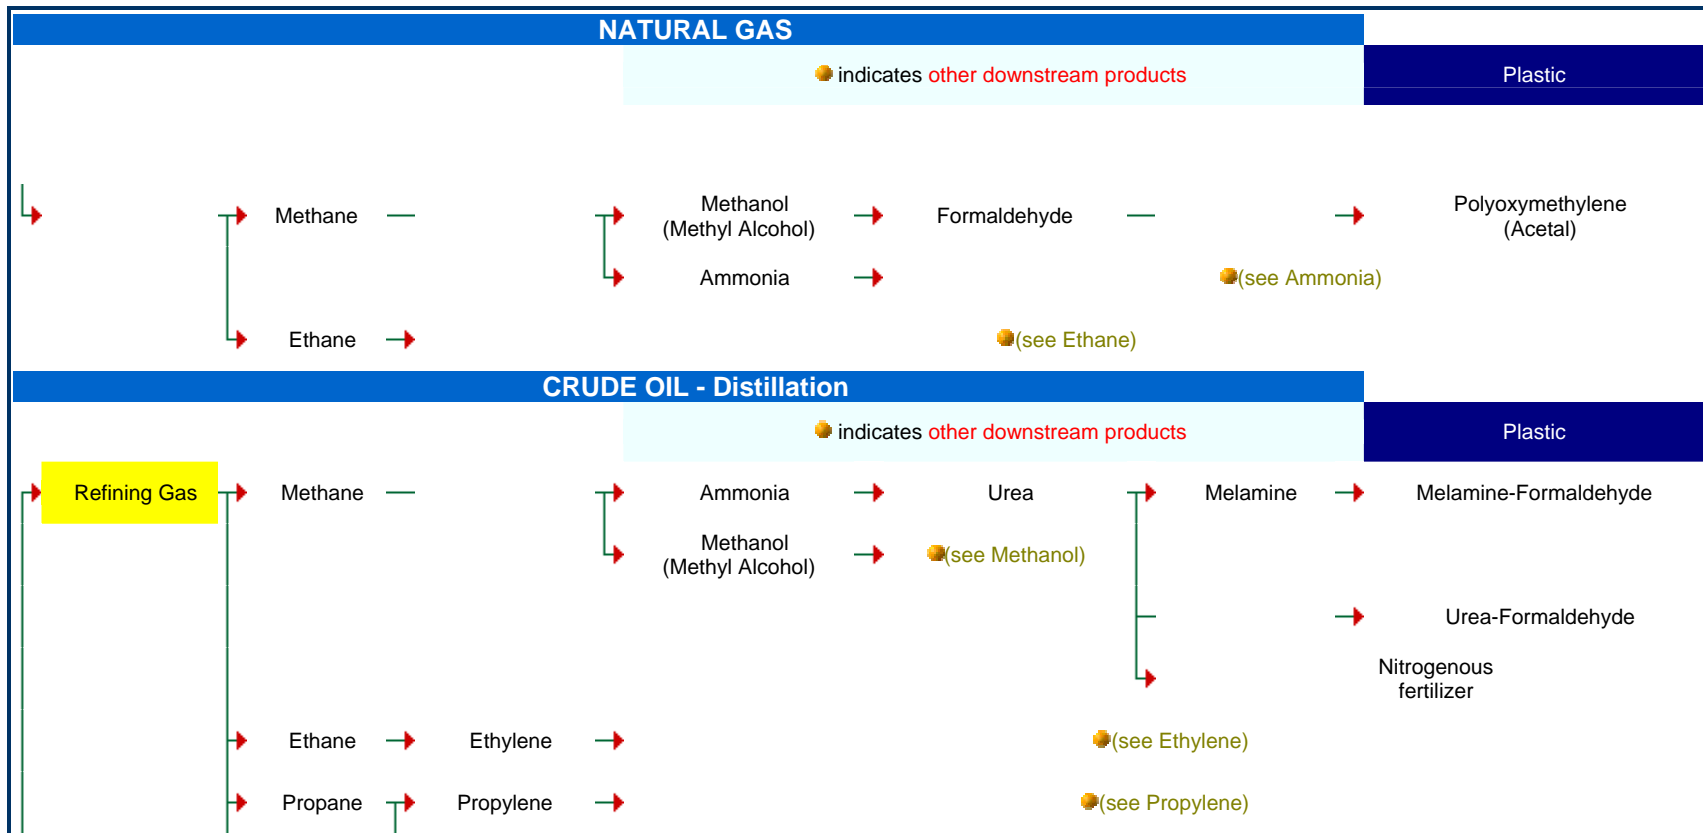 NATURAL GAS
indicates other downstream products
Plastic
Methane
Methanol
(Methyl Alcohol)
Formaldehyde
Polyoxymethylene
(Acetal)
Ammonia
(see Ammonia)
Ethane
(see Ethane)
CRUDE OIL - Distillation
indicates other downstream products
Plastic
Refining Gas
Methane
Ammonia
Urea
Melamine
Melamine-Formaldehyde
Methanol
(Methyl Alcohol)
(see Methanol)
Urea-Formaldehyde
Nitrogenous
fertilizer
Ethane
Ethylene
(see Ethylene)
Propane
Propylene
(see Propylene)